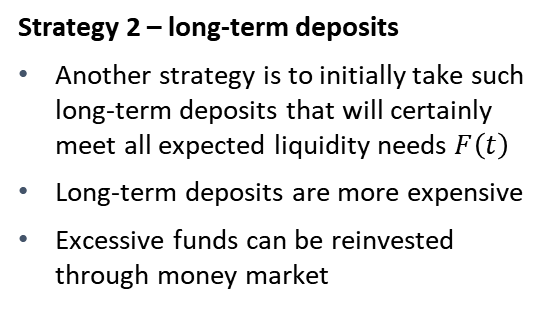 Strategy 2 – long-term deposits
• Another strategy is to initially take such
long-term deposits that will certainly
meet all expected liquidity needs F(t)
• Long-term deposits are more expensive
• Excessive funds can be reinvested
through money market